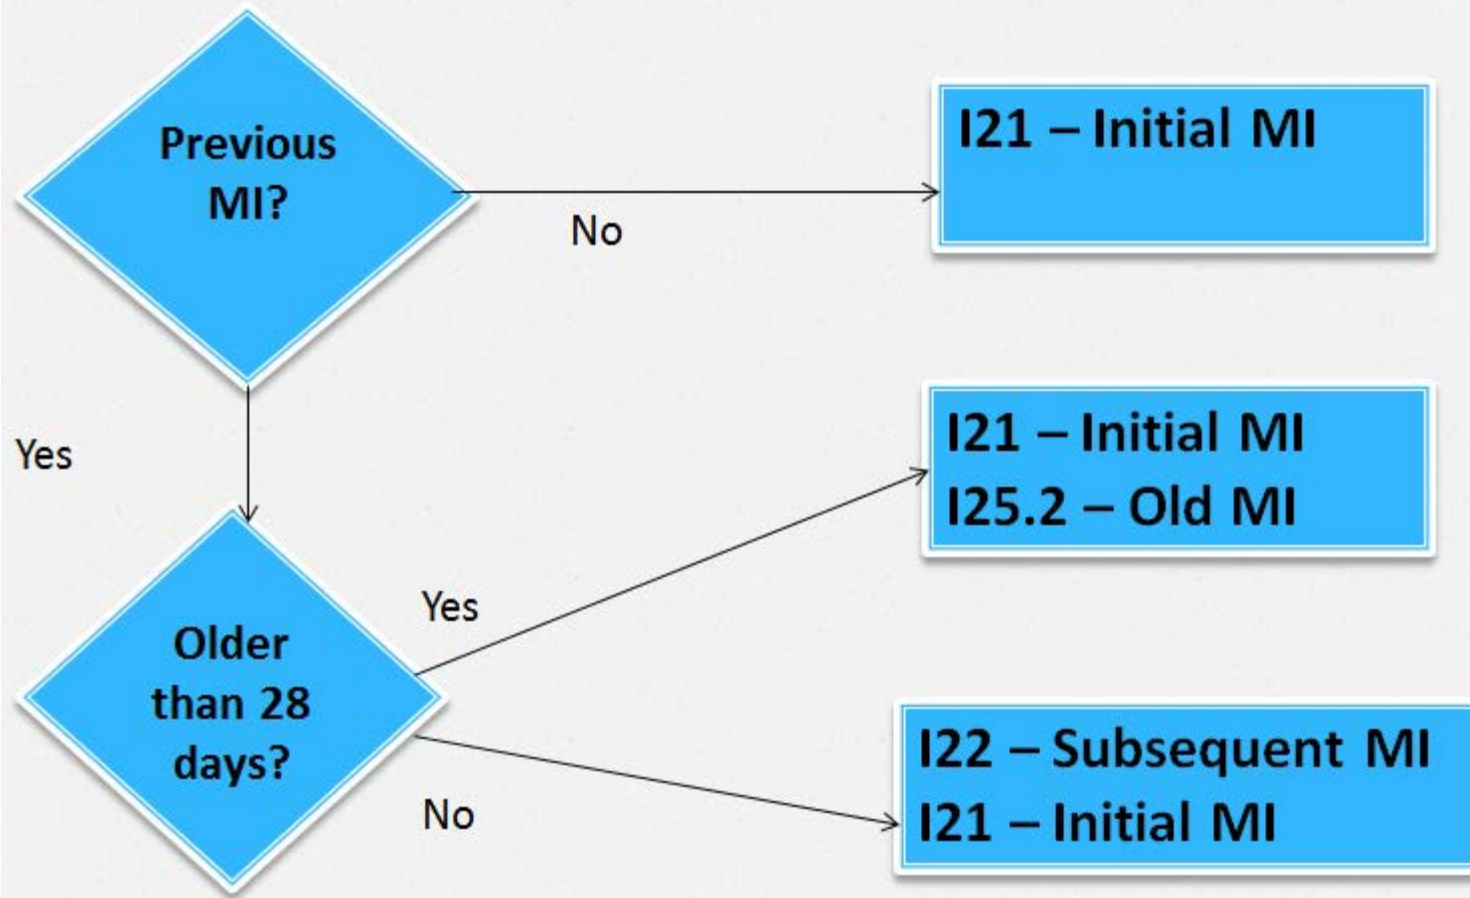 Previous
MI?
No
I21 – Initial MI
Yes
I21 – Initial MI
I25.2 – Old MI
Yes
Older
than 28
days?
No
I22 – Subsequent MI
I21 – Initial MI